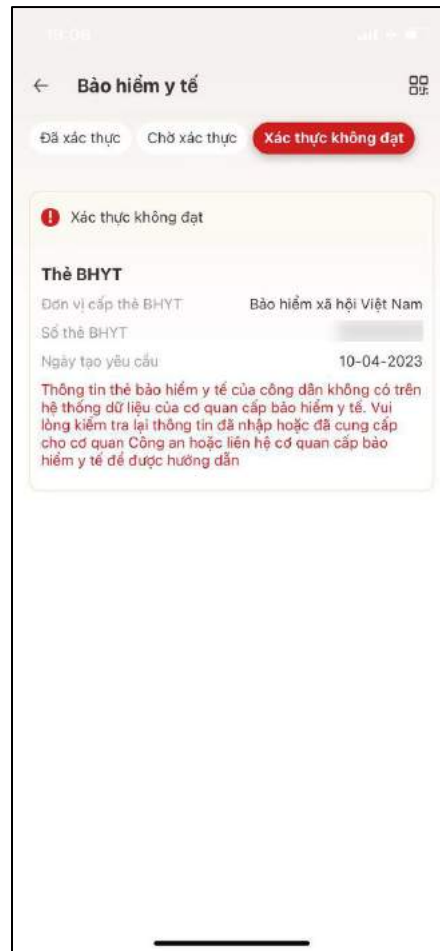 Bảo hiểm y tế
Đã xác thực Chờ xác thực Xác thực không đạt
Xác thực không đạt
Thẻ BHYT
Đơn vị cấp thẻ BHYT Bảo hiểm xã hội Việt Nam
Số thẻ BHYT
Ngày tạo yêu cầu 10-04-2023
Thông tin thẻ bảo hiểm y tế của công dân không có trên
hệ thống dữ liệu của cơ quan cấp bảo hiểm y tế. Vui
lòng kiểm tra lại thông tin đã nhập hoặc đã cung cấp
cho cơ quan Công an hoặc liên hệ cơ quan cấp bảo
hiểm y tế để được hướng dẫn